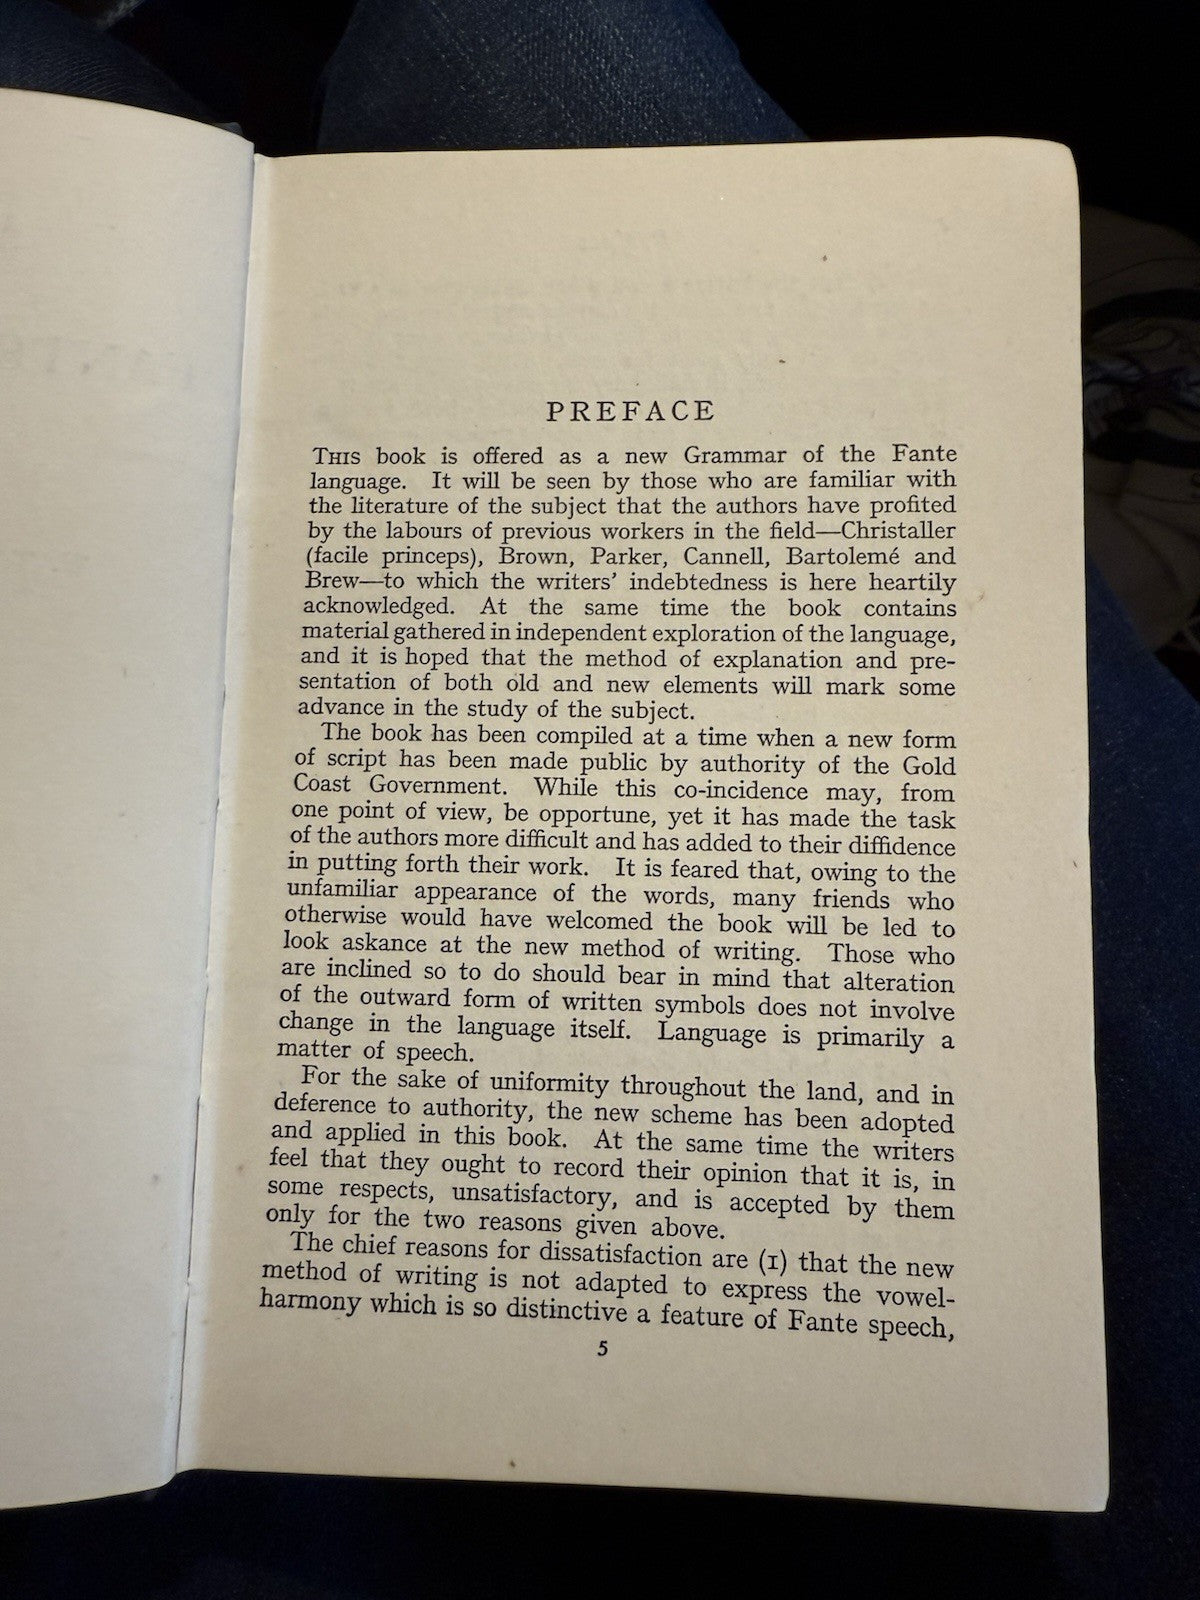 PREFACE
THIS book is offered as a new Grammar of the Fante
language. It will be seen by those who are familiar with
the literature of the subject that the authors have profited
by the labours of previous workers in the field—Christaller
(facile princeps), Brown, Parker, Cannell, Bartolemé and
Brew—to which the writers’ indebtedness is here heartily
acknowledged. At the same time the book contains
material gathered in independent exploration of the language,
and it is hoped that the method of explanation and pre-
sentation of both old and new elements will mark some
advance in the study of the subject.
The book has been compiled at a time when a new form
of script has been made public by authority of the Gold
Coast Government. While this co-incidence may, from
one point of view, be opportune, yet it has made the task
of the authors more difficult and has added to their diffidence
in putting forth their work. It is feared that, owing to the
unfamiliar appearance of the words, many friends who
otherwise would have welcomed the book will be led to
look askance at the new method of writing. Those who
are inclined so to do should bear in mind that alteration
of the outward form of written symbols does not involve
change in the language itself. Language is primarily a
matter of speech.
For the sake of uniformity throughout the land, and in
deference to authority, the new scheme has been adopted
and applied in this book. At the same time the writers
feel that they ought to record their opinion that it is, in
some respects, unsatisfactory, and is accepted by them
only for the two reasons given above.
The chief reasons for dissatisfaction are (1) that the new
method of writing is not adapted to express the vowel-
harmony which is so distinctive a feature of Fante speech,
5